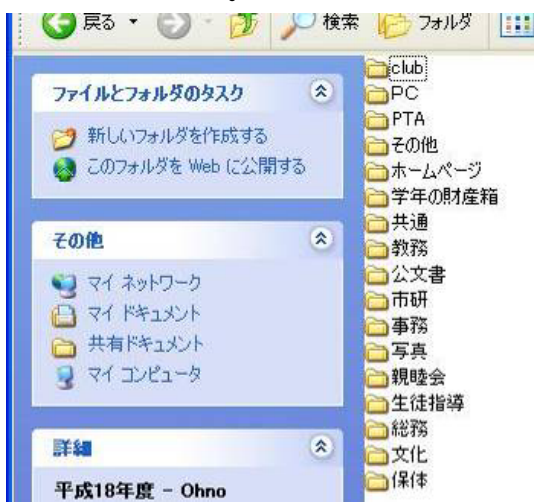 戻る
検索
フォルダ
ファイルとフォルダのタスク
新しいフォルダを作成する
このフォルダを Web に公開する
その他
マイ ネットワーク
マイ ドキュメント
共有ドキュメント
マイ コンピュータ
詳細
平成18年度 - Ohno
club
PC
PTA
その他
ホームページ
学年の財産箱
共通
教務
公文書
市研
事務
写真
親睦会
生徒指導
総務
文化
保体